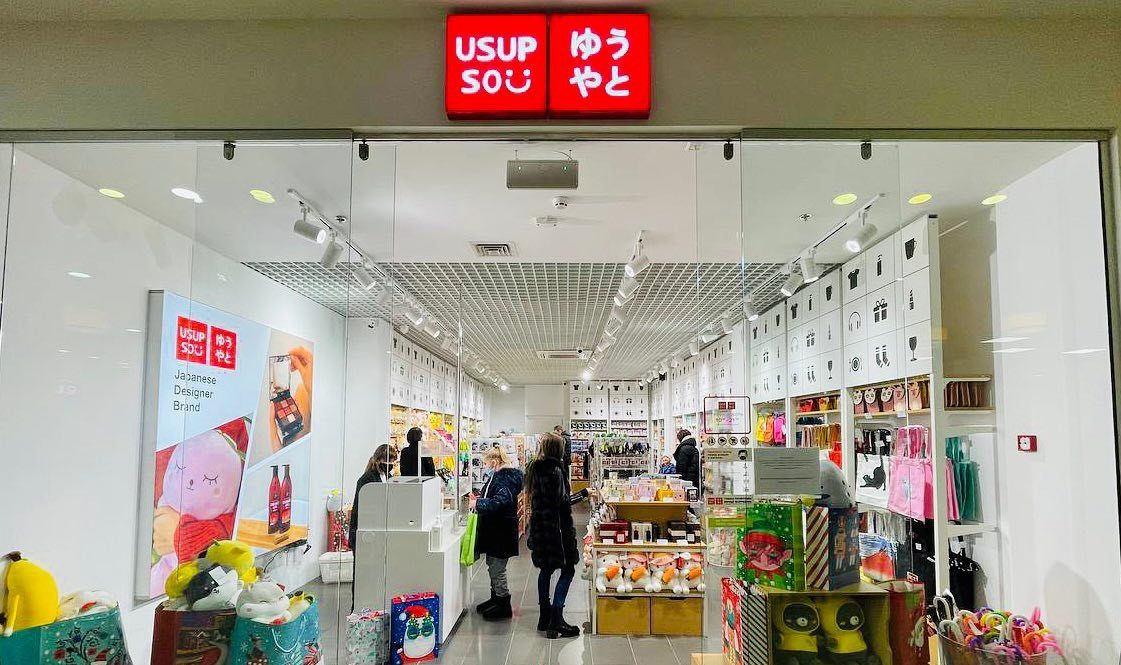 USUP
SO
ゆう
やと
USUP
SO
ゆう
やと
Japanese
Designer
Brand